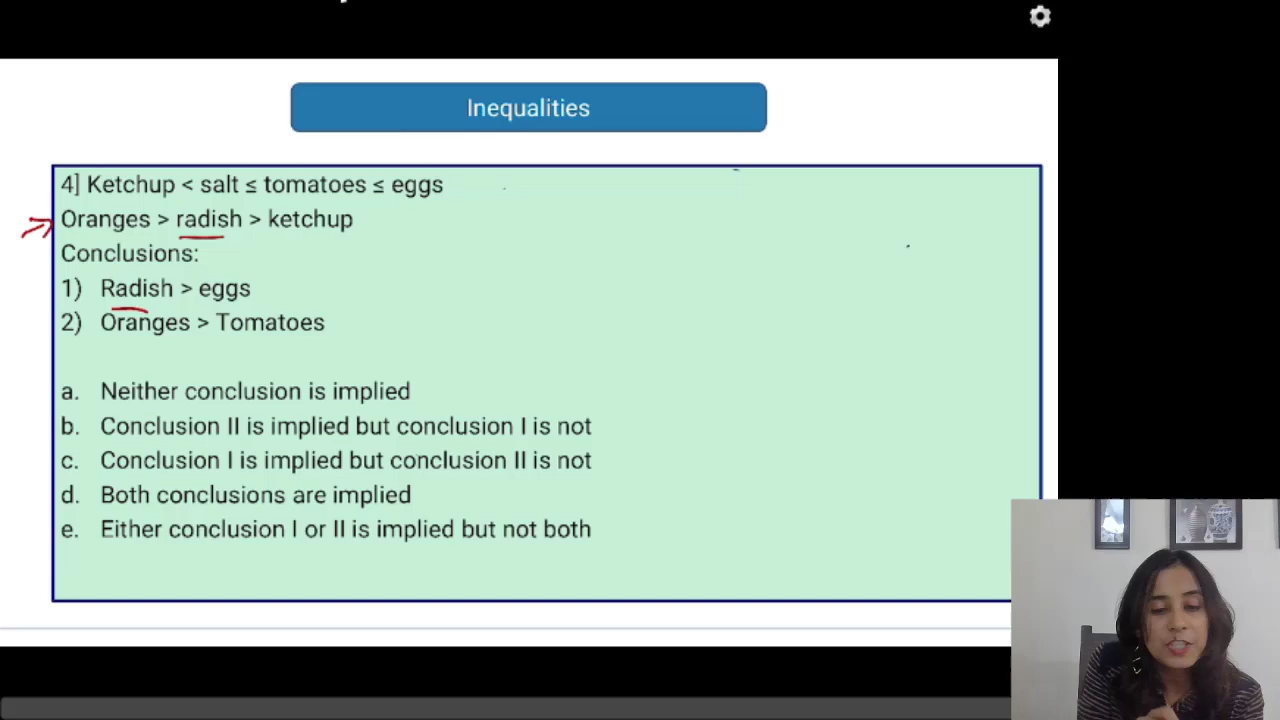 Inequalities
4] Ketchup < salt ≤ tomatoes ≤ eggs
Oranges > radish > ketchup
Conclusions:
1) Radish > eggs
2) Oranges > Tomatoes
a. Neither conclusion is implied
b. Conclusion II is implied but conclusion I is not
c. Conclusion I is implied but conclusion II is not
d. Both conclusions are implied
e. Either conclusion I or II is implied but not both